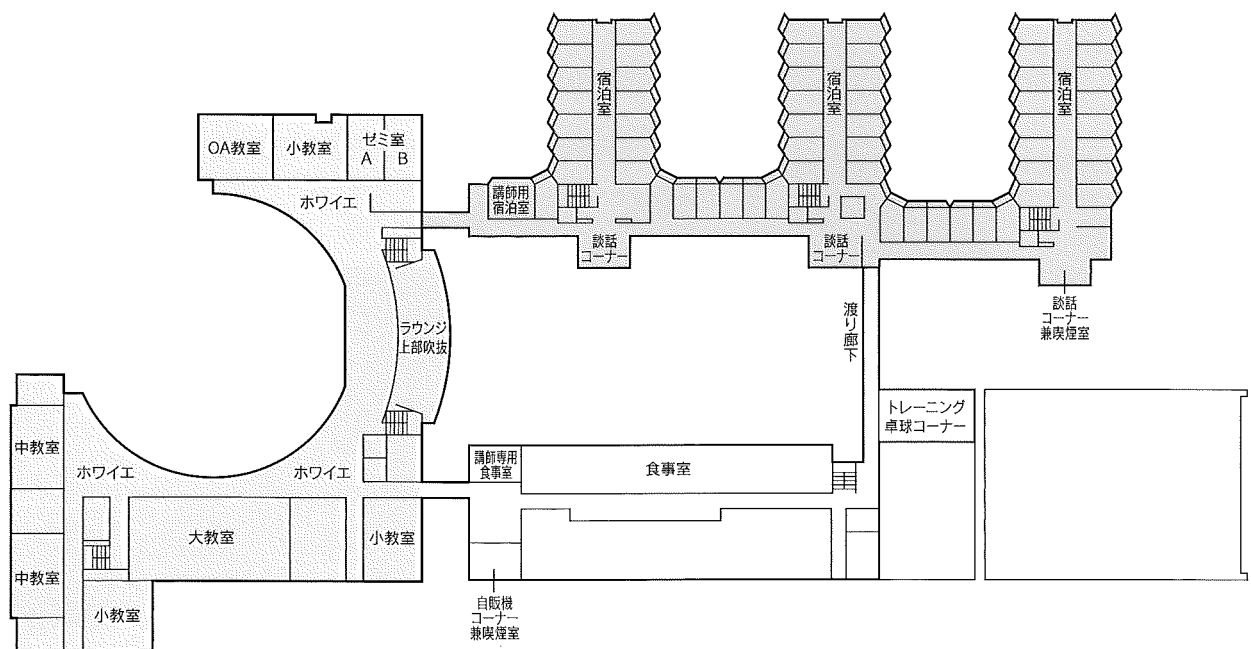 宿泊室
宿泊室
宿泊室
OA教室
小教室
ゼミ室
A B
ホワイエ
講師用
宿泊室
談話
コーナー
談話
コーナー
談話
コーナー
兼喫煙室
ラウンジ
上部吹抜
渡り廊下
トレーニング
卓球コーナー
中教室
ホワイエ
ホワイエ
講師専用
食事室
食事室
大教室
小教室
中教室
小教室
自販機
コーナー
兼喫煙室